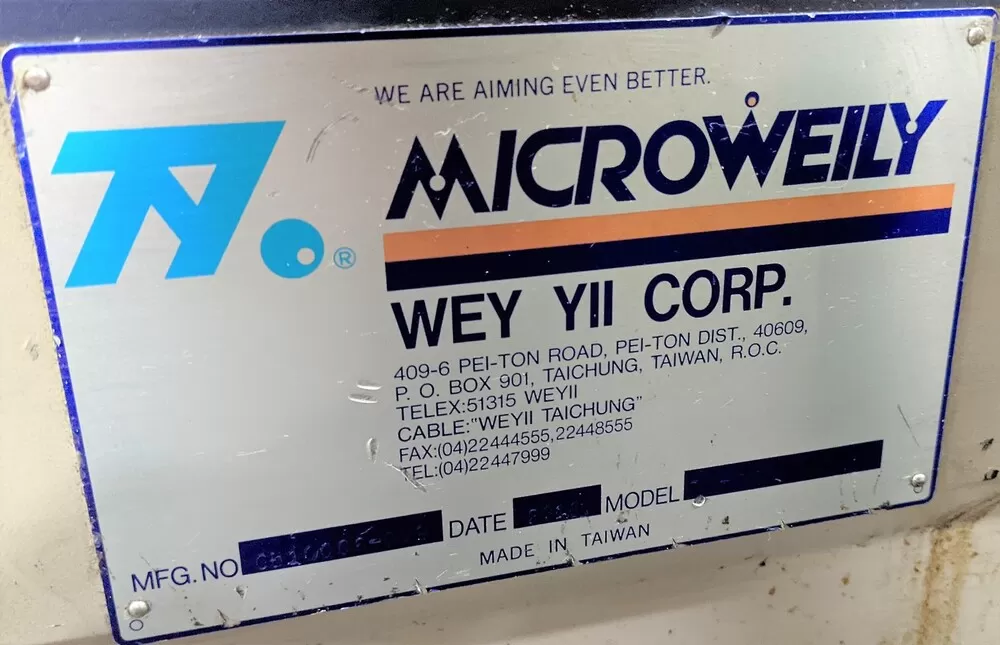 WE ARE AIMING EVEN BETTER.
MICROWEILY
®
WEY YII CORP.
409-6 PEI-TON ROAD, PEI-TON DIST., 40609,
P. O. BOX 901, TAICHUNG, TAIWAN, R.O.C.
TELEX:51315 WEYII
CABLE:"WEYII TAICHUNG"
FAX:(04)22444555,22448555
TEL:(04)22447999
MFG. NO DATE MODEL
MADE IN TAIWAN